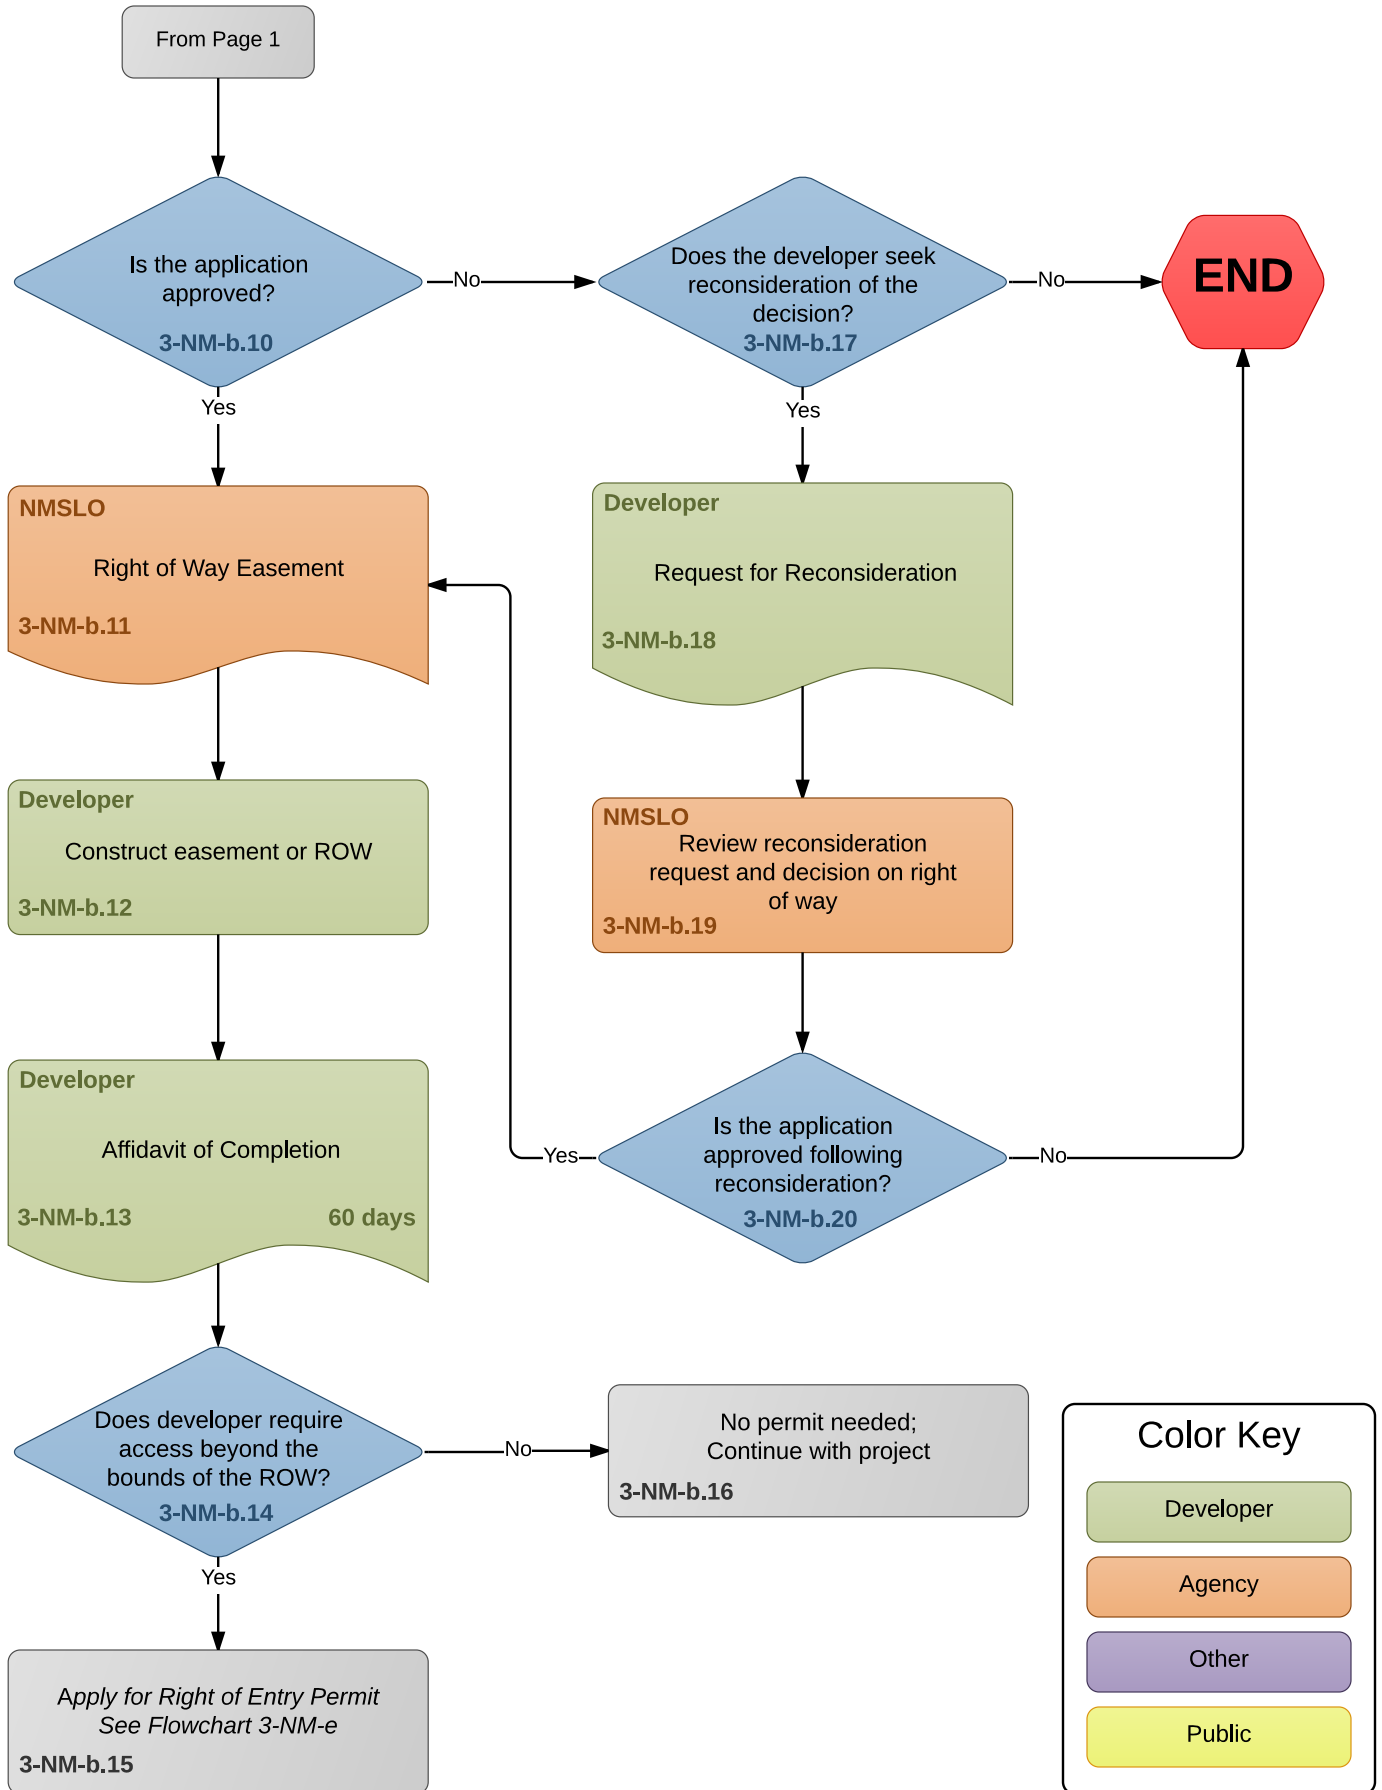 From Page 1
Is the application
approved?
3-NM-b.10
No
Does the developer seek
reconsideration of the
decision?
3-NM-b.17
No
END
Yes
Yes
NMSLO
Right of Way Easement
3-NM-b.11
Developer
Request for Reconsideration
3-NM-b.18
Developer
Construct easement or ROW
3-NM-b.12
NMSLO
Review reconsideration
request and decision on right
of way
3-NM-b.19
Developer
Affidavit of Completion
3-NM-b.13
60 days
Yes
Is the application
approved following
reconsideration?
3-NM-b.20
No
Does developer require
access beyond the
bounds of the ROW?
3-NM-b.14
No
No permit needed;
Continue with project
3-NM-b.16
Yes
Apply for Right of Entry Permit
See Flowchart 3-NM-e
3-NM-b.15
Color Key
Developer
Agency
Other
Public